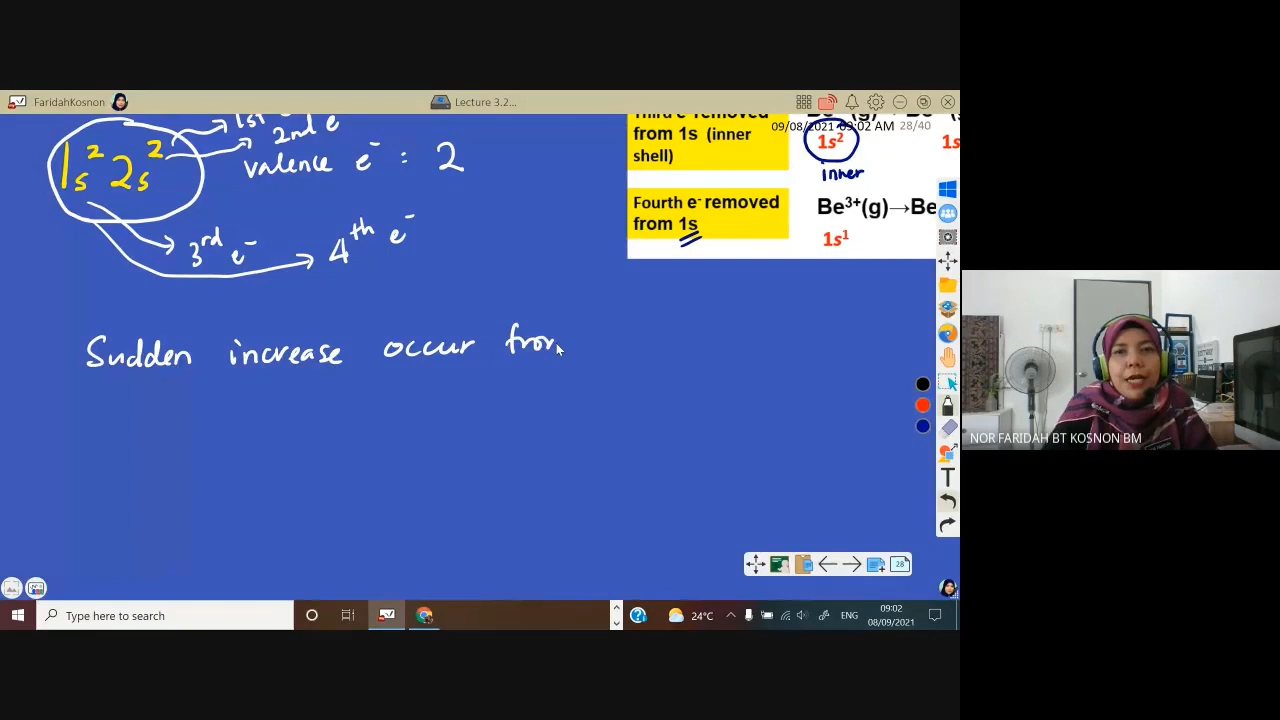 FaridahKosnon
Lecture 3.2...
1s² 2s²
2nd e
valence e⁻ : 2
3rd e⁻
4th e⁻
Sudden increase occur from
from 1s (inner
shell)
09/08/2021 09:02 AM 28/40
1s²
inner
Fourth e⁻ removed
from 1s
Be³⁺(g)→Be
1s¹
NOR FARIDAH BT KOSNON BM
28
Type here to search
24°C
ENG
09:02
08/09/2021